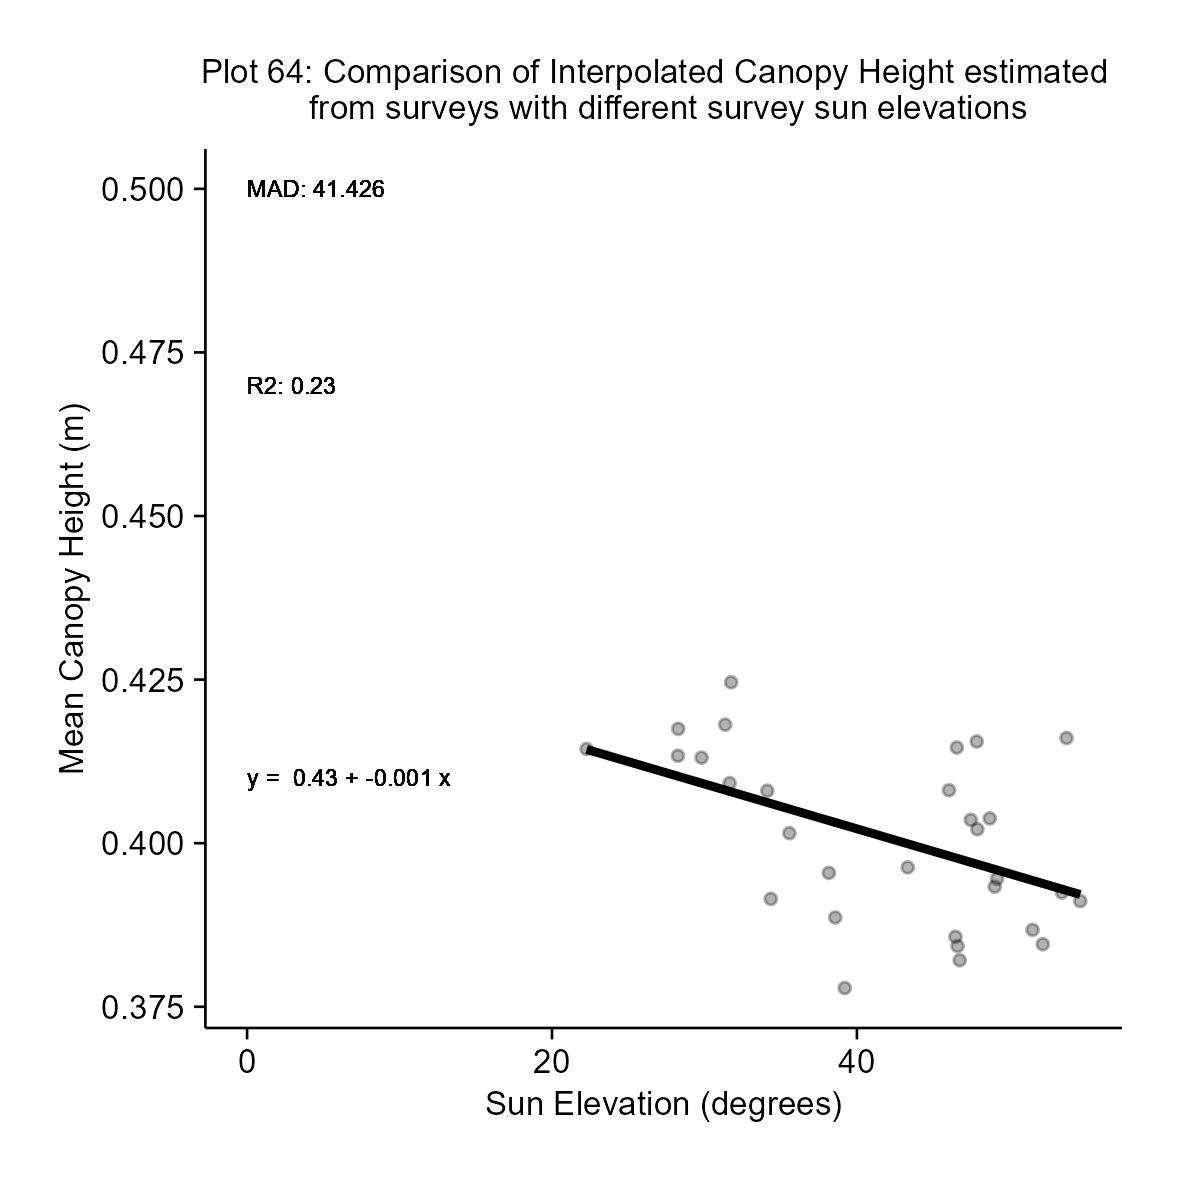 Plot 64: Comparison of Interpolated Canopy Height estimated
from surveys with different survey sun elevations
0.500
MAD: 41.426
0.475
R2: 0.23
0.450
0.425
y =  0.43 + -0.001 x
0.400
0.375
Mean Canopy Height (m)
0
20
40
Sun Elevation (degrees)